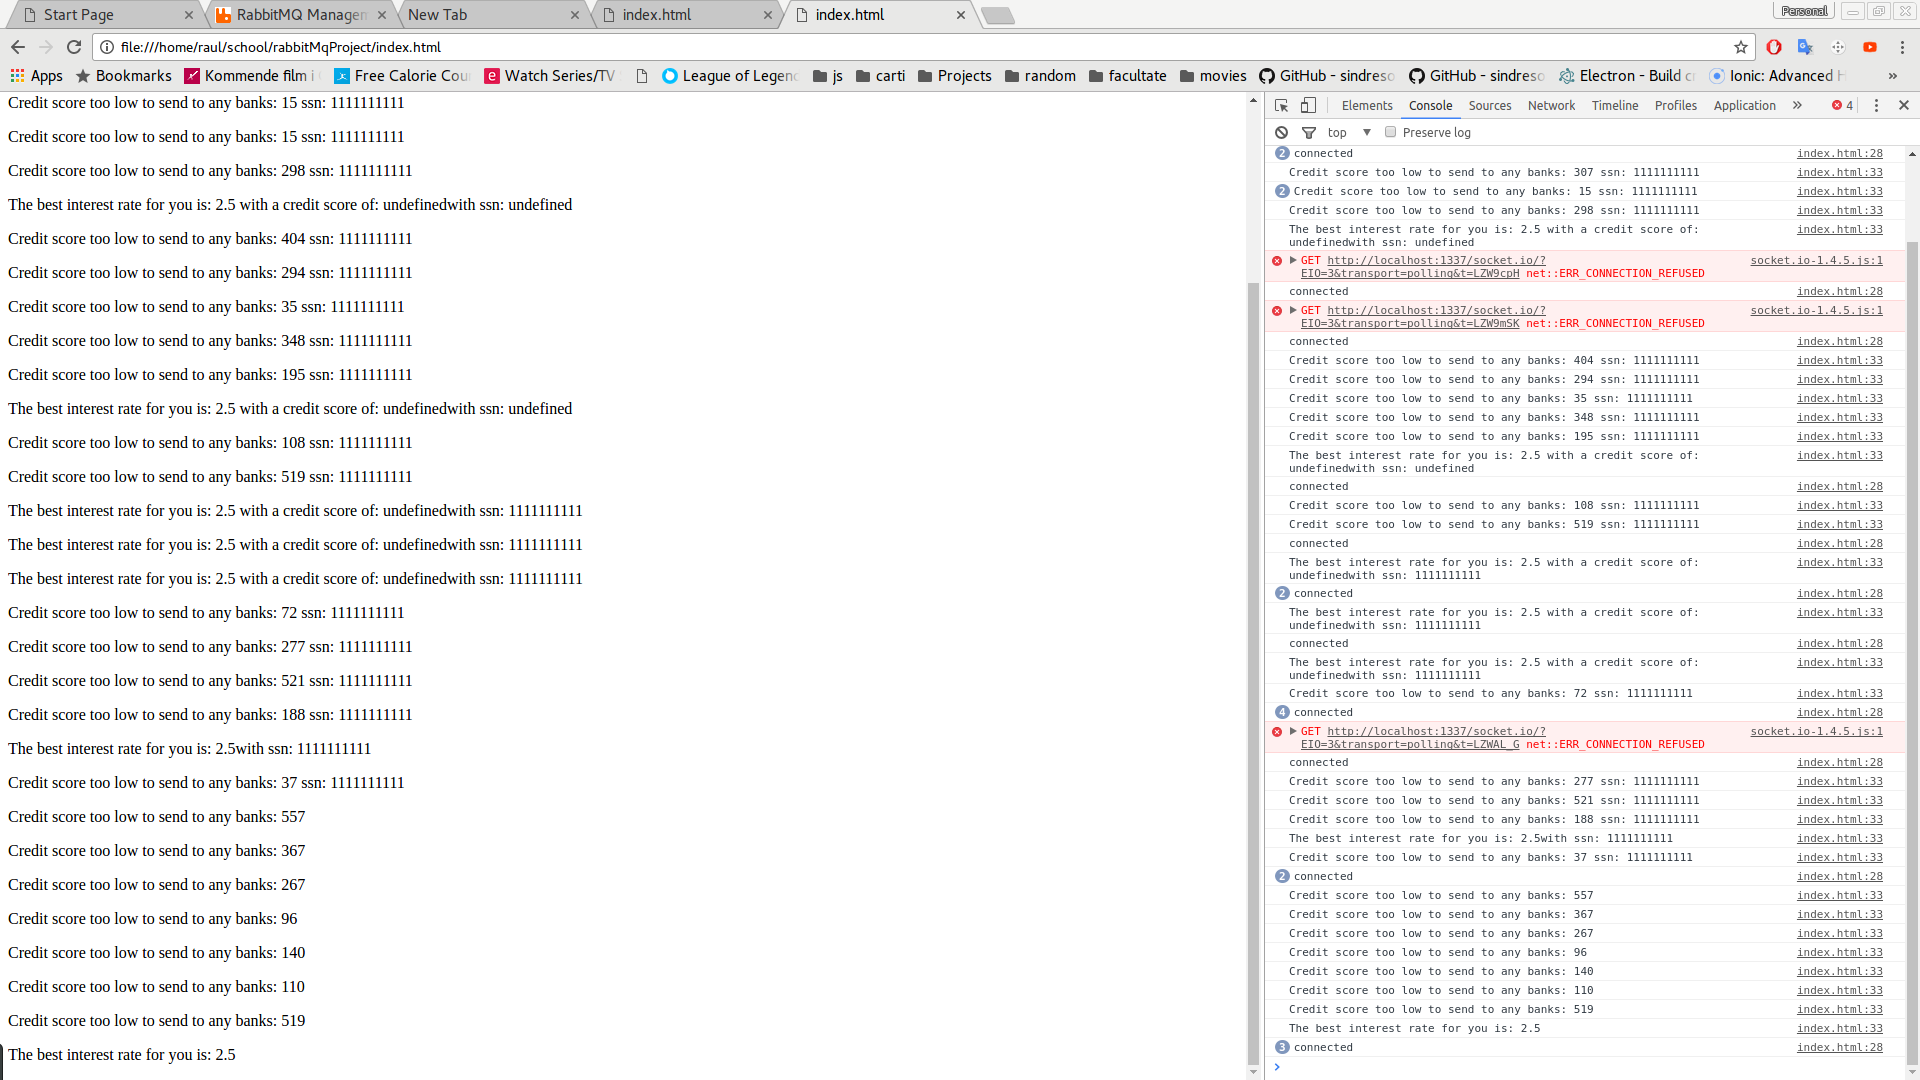 Start Page
RabbitMQ Managem
New Tab
index.html
index.html
Personal
file:///home/raul/school/rabbitMqProject/index.html
Apps
Bookmarks
Kommende film i
Free Calorie Cou
Watch Series/TV
League of Legend
js
carti
Projects
random
facultate
movies
GitHub - sindreso
GitHub - sindreso
Electron - Build cr
Ionic: Advanced H
»
Credit score too low to send to any banks: 15 ssn: 1111111111
Credit score too low to send to any banks: 15 ssn: 1111111111
Credit score too low to send to any banks: 298 ssn: 1111111111
The best interest rate for you is: 2.5 with a credit score of: undefinedwith ssn: undefined
Credit score too low to send to any banks: 404 ssn: 1111111111
Credit score too low to send to any banks: 294 ssn: 1111111111
Credit score too low to send to any banks: 35 ssn: 1111111111
Credit score too low to send to any banks: 348 ssn: 1111111111
Credit score too low to send to any banks: 195 ssn: 1111111111
The best interest rate for you is: 2.5 with a credit score of: undefinedwith ssn: undefined
Credit score too low to send to any banks: 108 ssn: 1111111111
Credit score too low to send to any banks: 519 ssn: 1111111111
The best interest rate for you is: 2.5 with a credit score of: undefinedwith ssn: 1111111111
The best interest rate for you is: 2.5 with a credit score of: undefinedwith ssn: 1111111111
The best interest rate for you is: 2.5 with a credit score of: undefinedwith ssn: 1111111111
Credit score too low to send to any banks: 72 ssn: 1111111111
Credit score too low to send to any banks: 277 ssn: 1111111111
Credit score too low to send to any banks: 521 ssn: 1111111111
Credit score too low to send to any banks: 188 ssn: 1111111111
The best interest rate for you is: 2.5with ssn: 1111111111
Credit score too low to send to any banks: 37 ssn: 1111111111
Credit score too low to send to any banks: 557
Credit score too low to send to any banks: 367
Credit score too low to send to any banks: 267
Credit score too low to send to any banks: 96
Credit score too low to send to any banks: 140
Credit score too low to send to any banks: 110
Credit score too low to send to any banks: 519
The best interest rate for you is: 2.5
Elements Console Sources Network Timeline Profiles Application » 4
top Preserve log
2 connected index.html:28
Credit score too low to send to any banks: 307 ssn: 1111111111 index.html:33
2 Credit score too low to send to any banks: 15 ssn: 1111111111 index.html:33
Credit score too low to send to any banks: 298 ssn: 1111111111 index.html:33
The best interest rate for you is: 2.5 with a credit score of: index.html:33
undefinedwith ssn: undefined
GET http://localhost:1337/socket.io/? socket.io-1.4.5.js:1
EIO=3&transport=polling&t=LZW9cpH net::ERR_CONNECTION_REFUSED
connected index.html:28
GET http://localhost:1337/socket.io/? socket.io-1.4.5.js:1
EIO=3&transport=polling&t=LZW9mSK net::ERR_CONNECTION_REFUSED
connected index.html:28
Credit score too low to send to any banks: 404 ssn: 1111111111 index.html:33
Credit score too low to send to any banks: 294 ssn: 1111111111 index.html:33
Credit score too low to send to any banks: 35 ssn: 1111111111 index.html:33
Credit score too low to send to any banks: 348 ssn: 1111111111 index.html:33
Credit score too low to send to any banks: 195 ssn: 1111111111 index.html:33
The best interest rate for you is: 2.5 with a credit score of: index.html:33
undefinedwith ssn: undefined
connected index.html:28
Credit score too low to send to any banks: 108 ssn: 1111111111 index.html:33
Credit score too low to send to any banks: 519 ssn: 1111111111 index.html:33
connected index.html:28
The best interest rate for you is: 2.5 with a credit score of: index.html:33
undefinedwith ssn: 1111111111
2 connected index.html:28
The best interest rate for you is: 2.5 with a credit score of: index.html:33
undefinedwith ssn: 1111111111
connected index.html:28
The best interest rate for you is: 2.5 with a credit score of: index.html:33
undefinedwith ssn: 1111111111
Credit score too low to send to any banks: 72 ssn: 1111111111 index.html:33
4 connected index.html:28
GET http://localhost:1337/socket.io/? socket.io-1.4.5.js:1
EIO=3&transport=polling&t=LZWAL_G net::ERR_CONNECTION_REFUSED
connected index.html:28
Credit score too low to send to any banks: 277 ssn: 1111111111 index.html:33
Credit score too low to send to any banks: 521 ssn: 1111111111 index.html:33
Credit score too low to send to any banks: 188 ssn: 1111111111 index.html:33
The best interest rate for you is: 2.5with ssn: 1111111111 index.html:33
Credit score too low to send to any banks: 37 ssn: 1111111111 index.html:33
2 connected index.html:28
Credit score too low to send to any banks: 557 index.html:33
Credit score too low to send to any banks: 367 index.html:33
Credit score too low to send to any banks: 267 index.html:33
Credit score too low to send to any banks: 96 index.html:33
Credit score too low to send to any banks: 140 index.html:33
Credit score too low to send to any banks: 110 index.html:33
Credit score too low to send to any banks: 519 index.html:33
The best interest rate for you is: 2.5 index.html:33
3 connected index.html:28